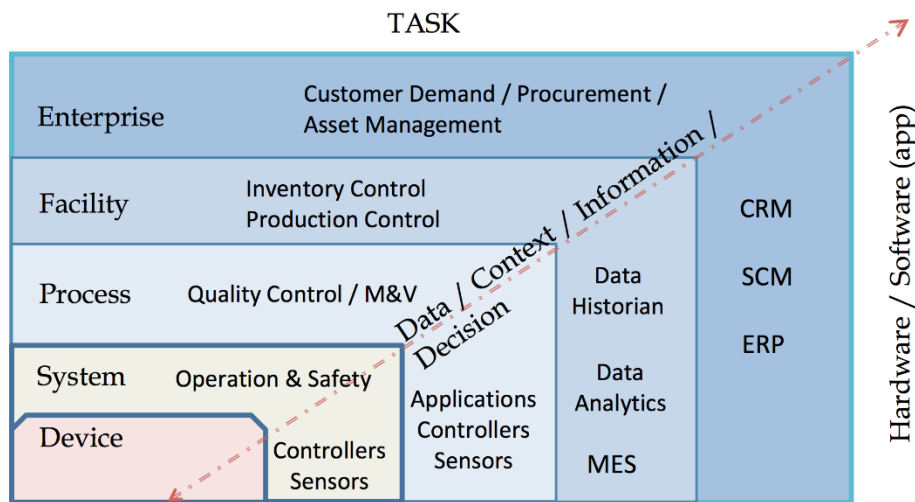 TASK
Enterprise
Customer Demand / Procurement /
Asset Management
Facility
Inventory Control
Production Control
Process
Quality Control / M&V
System
Operation & Safety
Device
Data / Context / Information /
Decision
Controllers
Sensors
Applications
Controllers
Sensors
Data
Historian
Data
Analytics
MES
CRM
SCM
ERP
Hardware / Software (app)